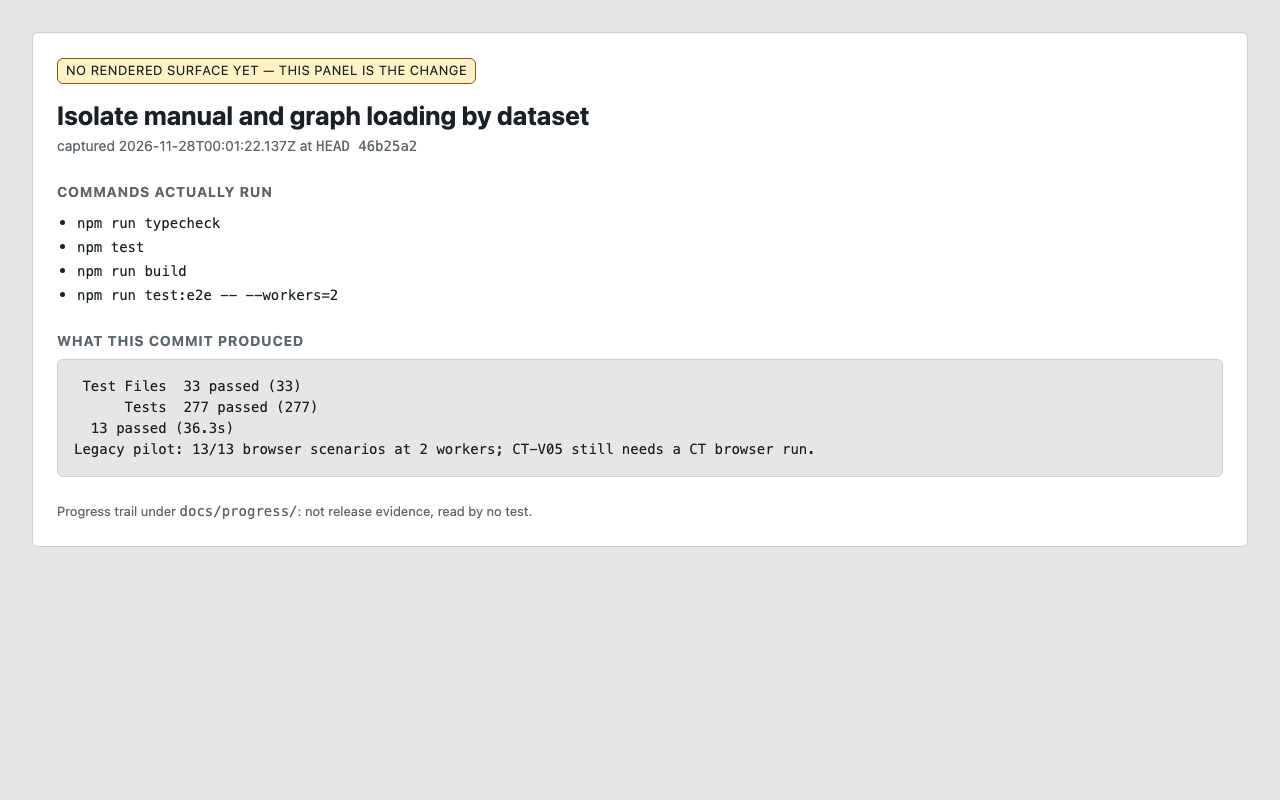 NO RENDERED SURFACE YET — THIS PANEL IS THE CHANGE
Isolate manual and graph loading by dataset
captured 2026-11-28T00:01:22.137Z at HEAD 46b25a2
COMMANDS ACTUALLY RUN
• npm run typecheck
• npm test
• npm run build
• npm run test:e2e -- --workers=2
WHAT THIS COMMIT PRODUCED
Test Files  33 passed (33)
Tests  277 passed (277)
13 passed (36.3s)
Legacy pilot: 13/13 browser scenarios at 2 workers; CT-V05 still needs a CT browser run.
Progress trail under docs/progress/: not release evidence, read by no test.